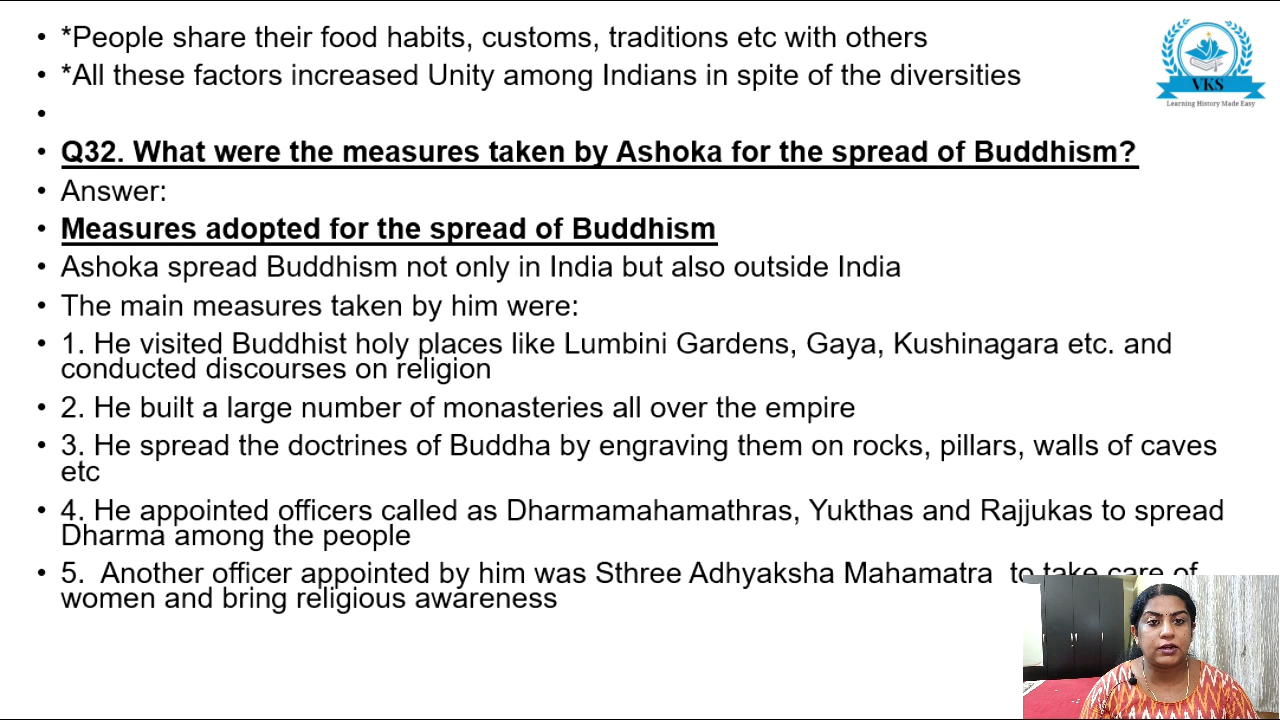 • *People share their food habits, customs, traditions etc with others
• *All these factors increased Unity among Indians in spite of the diversities
•
• Q32. What were the measures taken by Ashoka for the spread of Buddhism?
• Answer:
• Measures adopted for the spread of Buddhism
• Ashoka spread Buddhism not only in India but also outside India
• The main measures taken by him were:
• 1. He visited Buddhist holy places like Lumbini Gardens, Gaya, Kushinagara etc. and
conducted discourses on religion
• 2. He built a large number of monasteries all over the empire
• 3. He spread the doctrines of Buddha by engraving them on rocks, pillars, walls of caves
etc
• 4. He appointed officers called as Dharmamahamathras, Yukthas and Rajjukas to spread
Dharma among the people
• 5. Another officer appointed by him was Sthree Adhyaksha Mahamatra to take care of
women and bring religious awareness
VKS
Learning History Made Easy